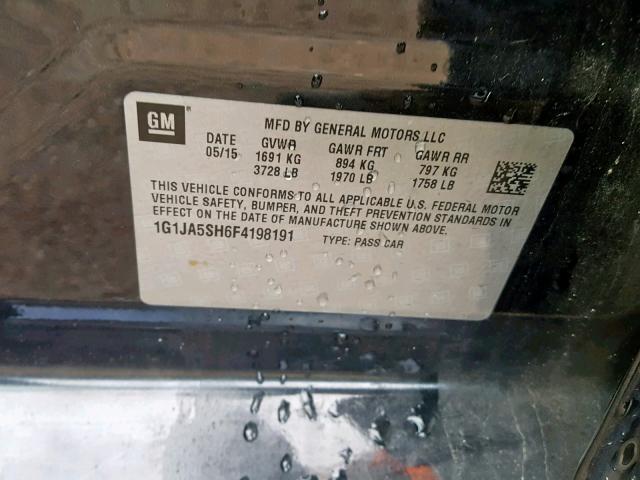 GM
MFD BY GENERAL MOTORS LLC
DATE GVWR GAWR FRT GAWR RR
05/15 1691 KG 894 KG 797 KG
3728 LB 1970 LB 1758 LB
THIS VEHICLE CONFORMS TO ALL APPLICABLE U.S. FEDERAL MOTOR
VEHICLE SAFETY, BUMPER, AND THEFT PREVENTION STANDARDS IN
EFFECT ON THE DATE OF MANUFACTURE SHOWN ABOVE.
1G1JA5SH6F4198191 TYPE: PASS CAR